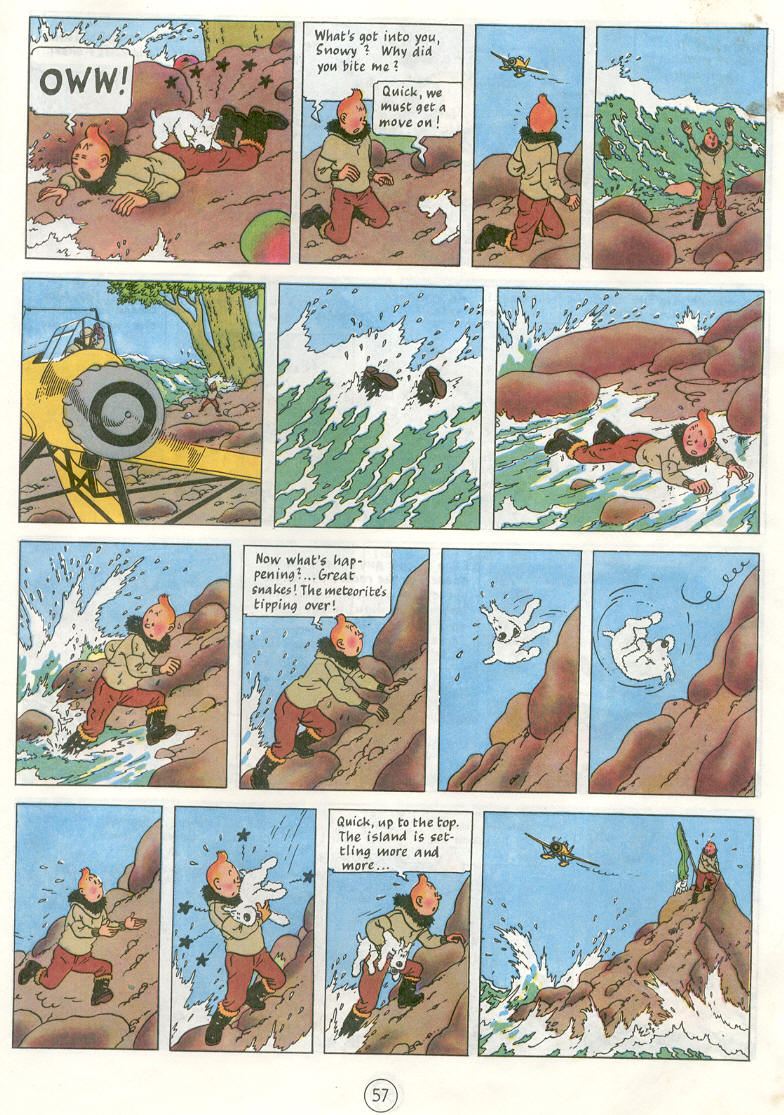 OWW!
What's got into you,
Snowy? Why did
you bite me?
Quick, we
must get a
move on!
Now what's hap-
pening?... Great
snakes! The meteorite's
tipping over!
Quick, up to the top.
The island is set-
tling more and
more...
57